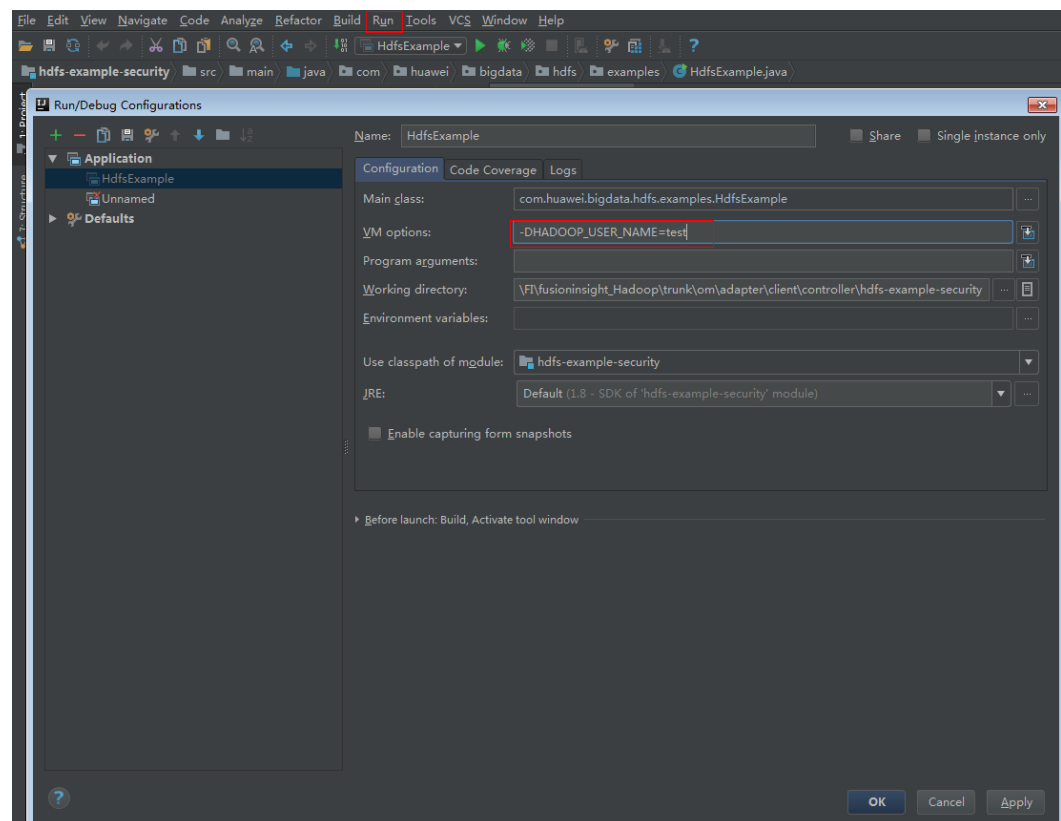 File Edit View Navigate Code Analyze Refactor Build Run Tools VCS Window Help
HdfsExample
hdfs-example-security src main java com huawei bigdata hdfs examples HdfsExample.java
Run/Debug Configurations
1: Project
Name: HdfsExample Share Single instance only
Application
HdfsExample
Unnamed
Defaults
Configuration Code Coverage Logs
Main class: com.huawei.bigdata.hdfs.examples.HdfsExample ...
VM options: -DHADOOP_USER_NAME=test
Program arguments:
Working directory: \FI\fusioninsight_Hadoop\trunk\om\adapter\client\controller\hdfs-example-security ...
Environment variables: ...
Use classpath of module: hdfs-example-security
JRE: Default (1.8 - SDK of 'hdfs-example-security' module) ...
Enable capturing form snapshots
Before launch: Build, Activate tool window
? OK Cancel Apply